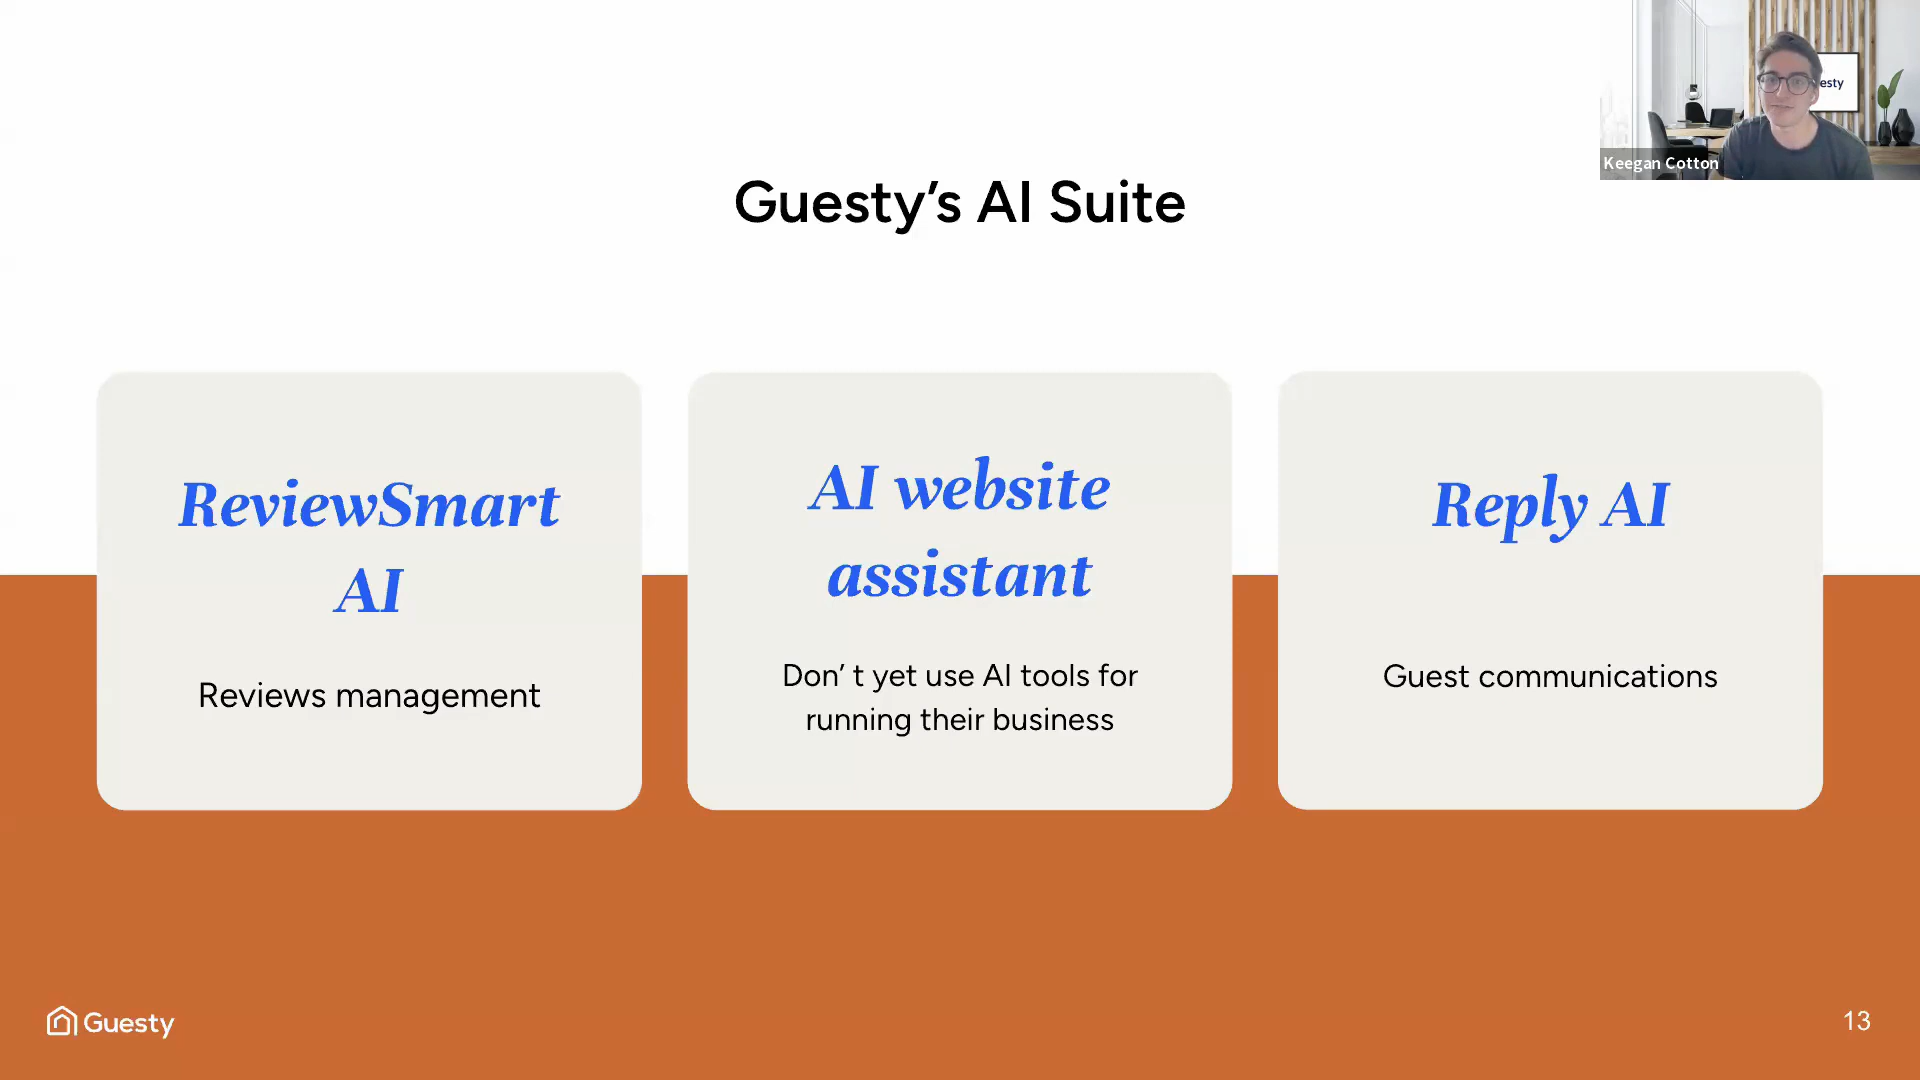 esty
Keegan Cotton
Guesty’s AI Suite
ReviewSmart
AI
Reviews management
AI website
assistant
Don’ t yet use AI tools for
running their business
Reply AI
Guest communications
Guesty
13